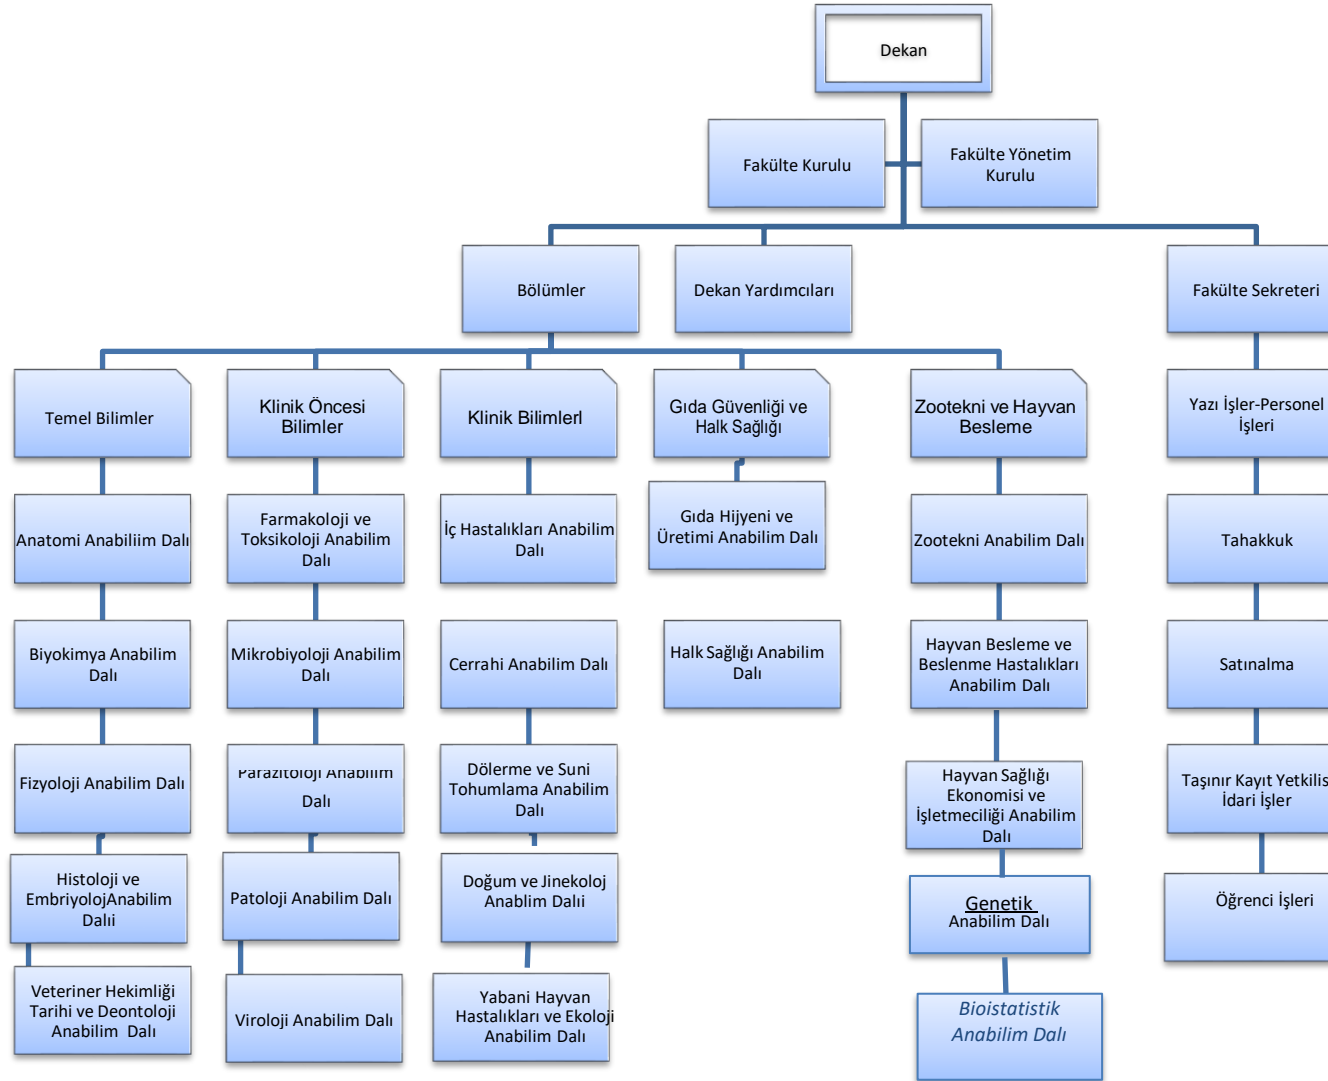 Dekan
Fakülte Kurulu
Fakülte Yönetim
Kurulu
Bölümler
Dekan Yardımcıları
Fakülte Sekreteri
Temel Bilimler
Klinik Öncesi
Bilimler
Klinik Bilimlerİ
Gıda Güvenliği ve
Halk Sağlığı
Zootekni ve Hayvan
Besleme
Yazı İşler-Personel
İşleri
Anatomi Anabiliim Dalı
Farmakoloji ve
Toksikoloji Anabilim
Dalı
İç Hastalıkları Anabilim
Dalı
Gıda Hijyeni ve
Üretimi Anabilim Dalı
Zootekni Anabilim Dalı
Tahakkuk
Biyokimya Anabilim
Dalı
Mikrobiyoloji Anabilim
Dalı
Cerrahi Anabilim Dalı
Halk Sağlığı Anabilim
Dalı
Hayvan Besleme ve
Beslenme Hastalıkları
Anabilim Dalı
Satınalma
Fizyoloji Anabilim Dalı
Parazitoloji Anabilim
Dalı
Dölerme ve Suni
Tohumlama Anabilim
Dalı
Hayvan Sağlığı
Ekonomisi ve
İşletmeciliği Anabilim
Dalı
Taşınır Kayıt Yetkilis
İdari İşler
Histoloji ve
EmbriyolojAnabilim
Dalıi
Patoloji Anabilim Dalı
Doğum ve Jinekoloj
Anablim Dalıi
Genetik
Anabilim Dalı
Öğrenci İşleri
Veteriner Hekimliği
Tarihi ve Deontoloji
Anabilim Dalı
Viroloji Anabilim Dalı
Yabani Hayvan
Hastalıkları ve Ekoloji
Anabilim Dalı
Bioistatistik
Anabilim Dalı